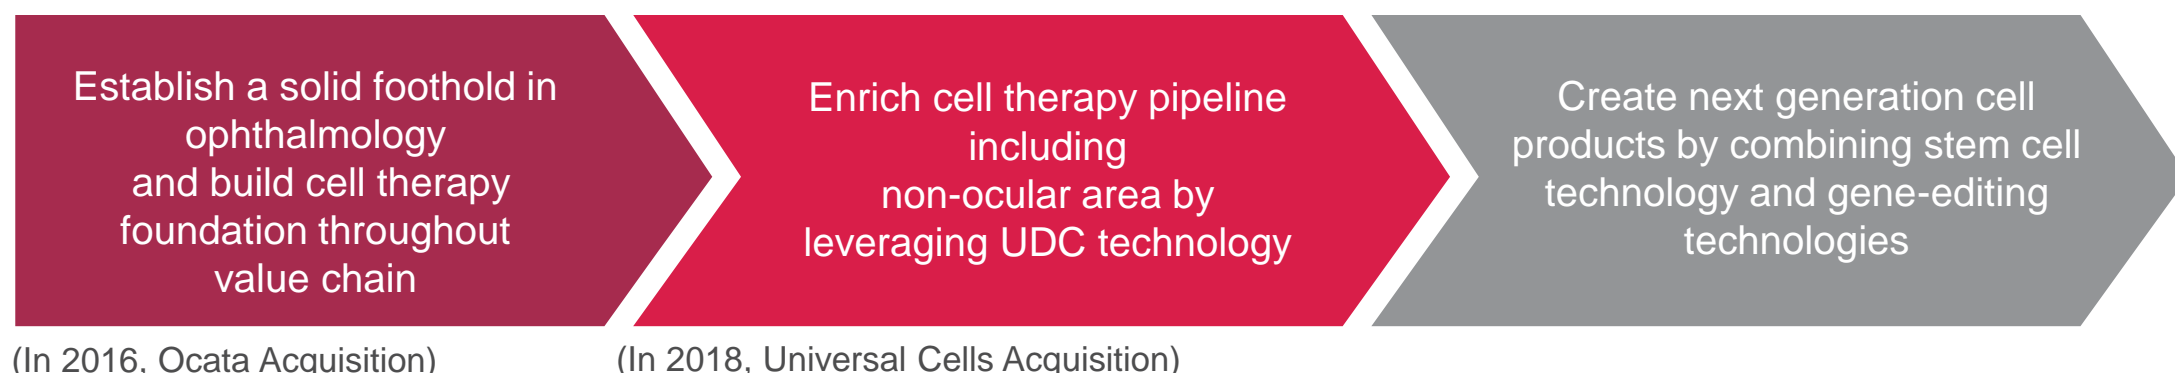 Establish a solid foothold in
ophthalmology
and build cell therapy
foundation throughout
value chain
Enrich cell therapy pipeline
including
non-ocular area by
leveraging UDC technology
Create next generation cell
products by combining stem cell
technology and gene-editing
technologies
(In 2016, Ocata Acquisition)
(In 2018, Universal Cells Acquisition)